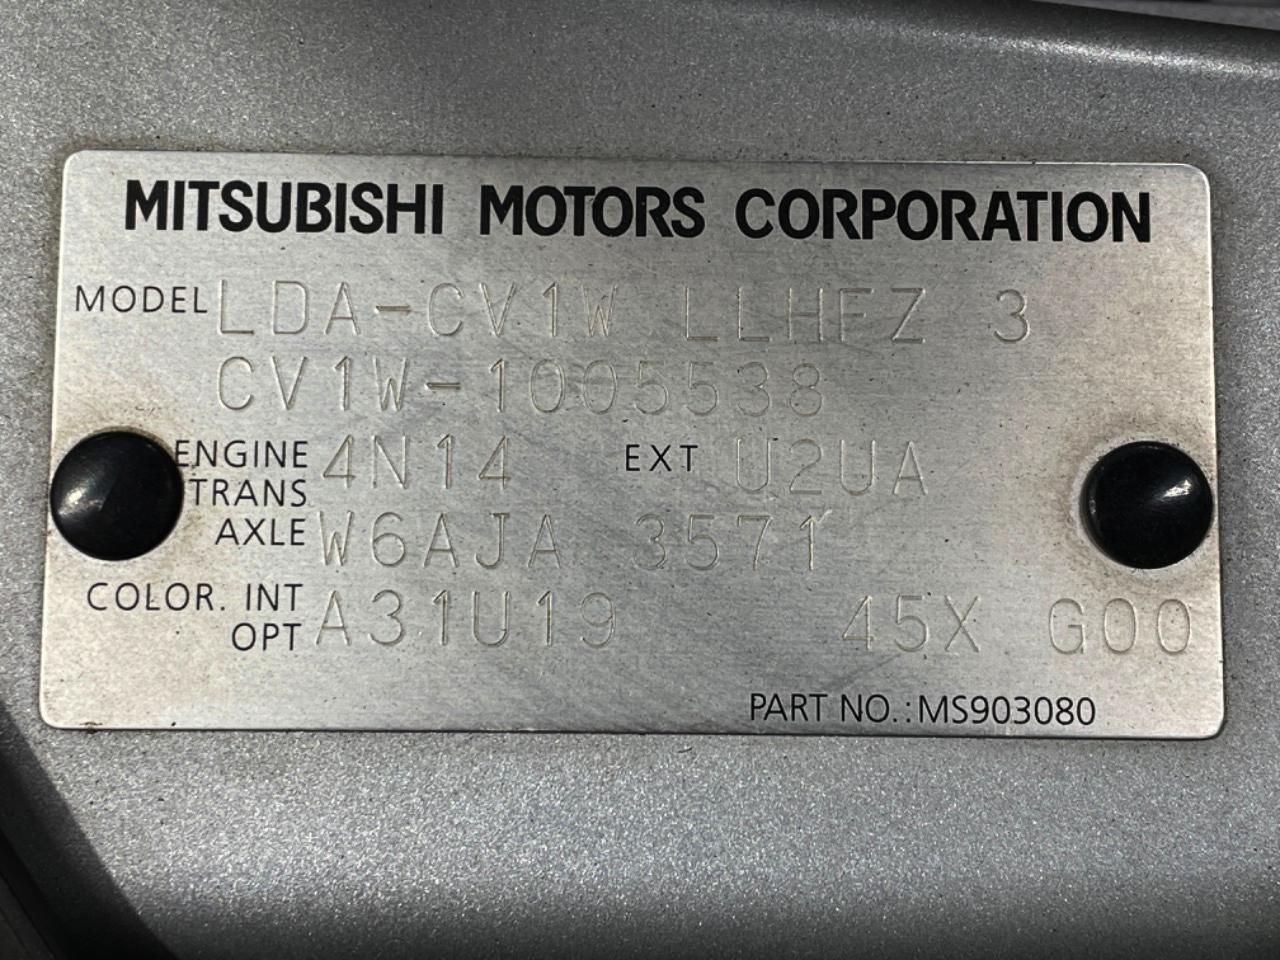 MITSUBISHI MOTORS CORPORATION
MODEL LDA-CV1W LLHFZ 3
CV1W-1005538
ENGINE 4N14 EXT U2UA
TRANS
AXLE W6AJA 3571
COLOR. INT
OPT A31U19 45X G00
PART NO.:MS903080